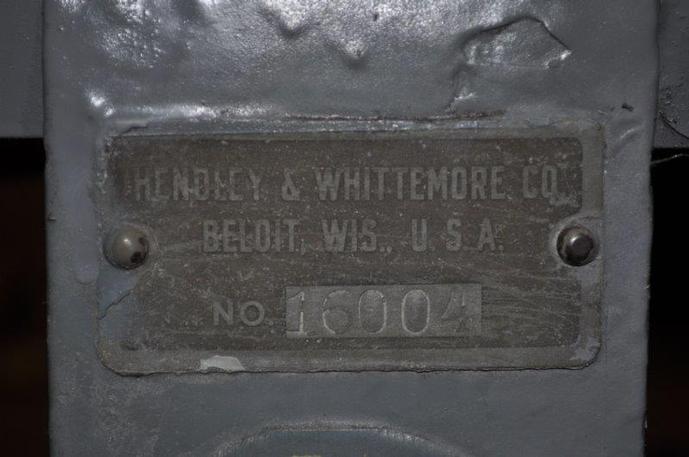 HENDLEY & WHITTEMORE CO
BELOIT, WIS., U.S.A.
NO. 16004